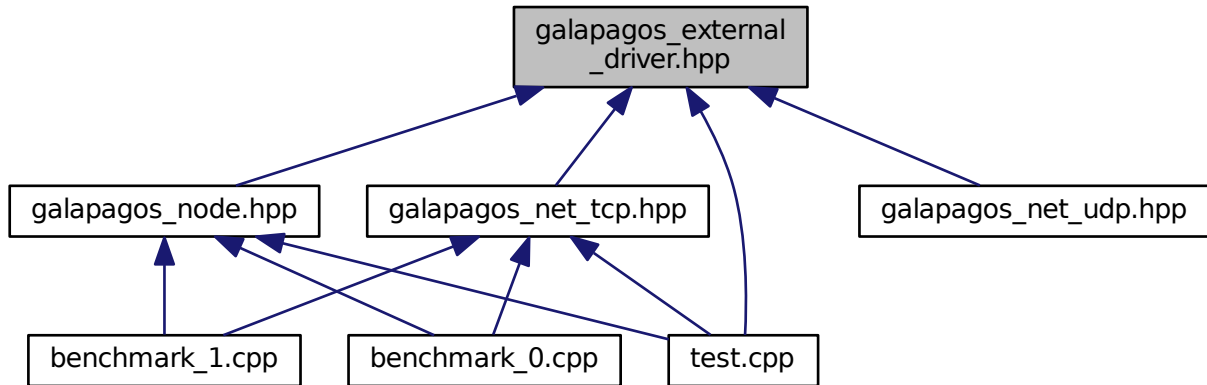 galapagos_external
_driver.hpp
galapagos_node.hpp
galapagos_net_tcp.hpp
galapagos_net_udp.hpp
benchmark_1.cpp
benchmark_0.cpp
test.cpp